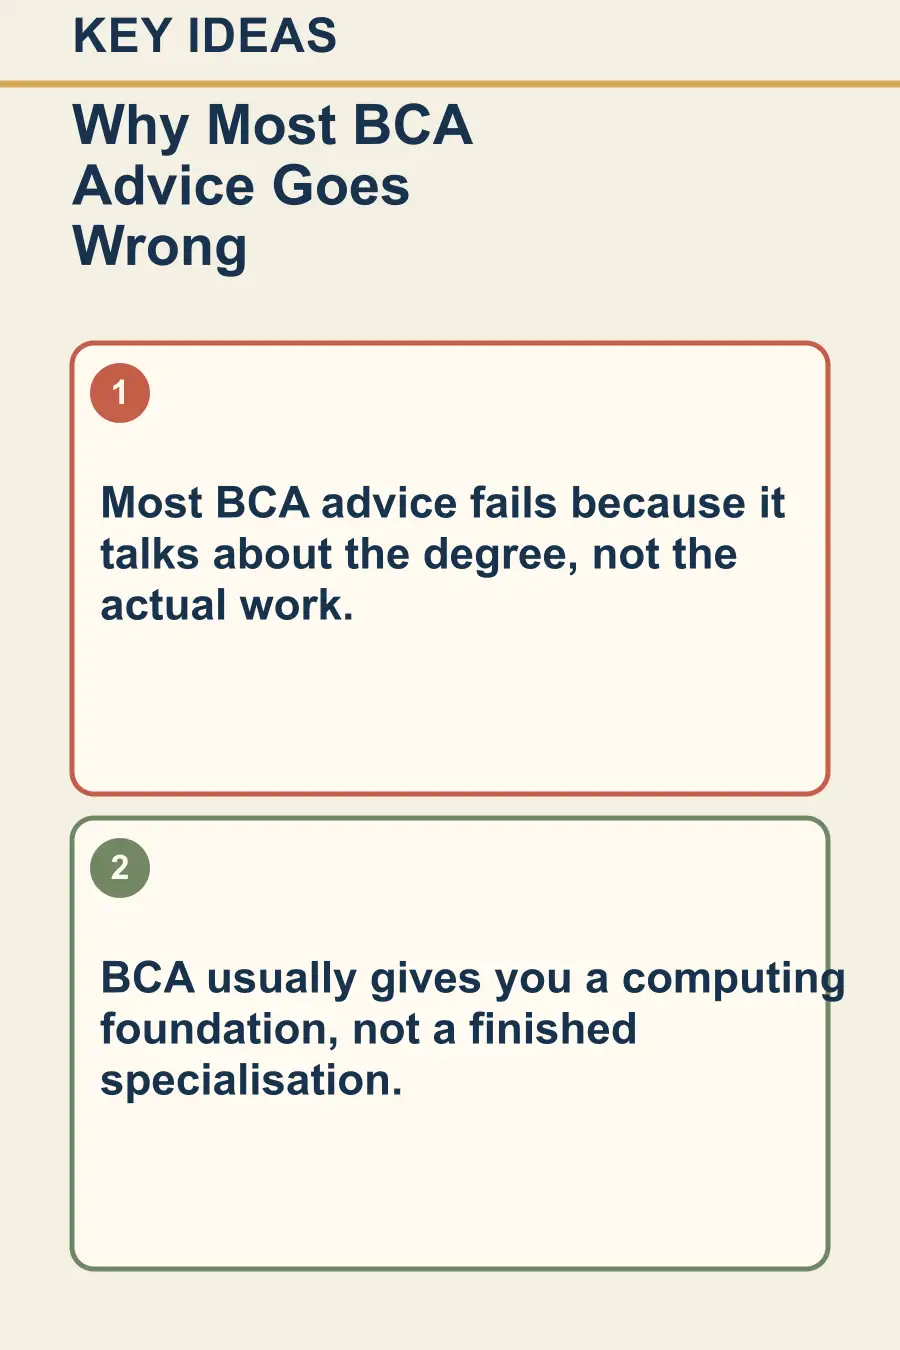 KEY IDEAS
Why Most BCA
Advice Goes
Wrong
1
Most BCA advice fails because it
talks about the degree, not the
actual work.
2
BCA usually gives you a computing
foundation, not a finished
specialisation.